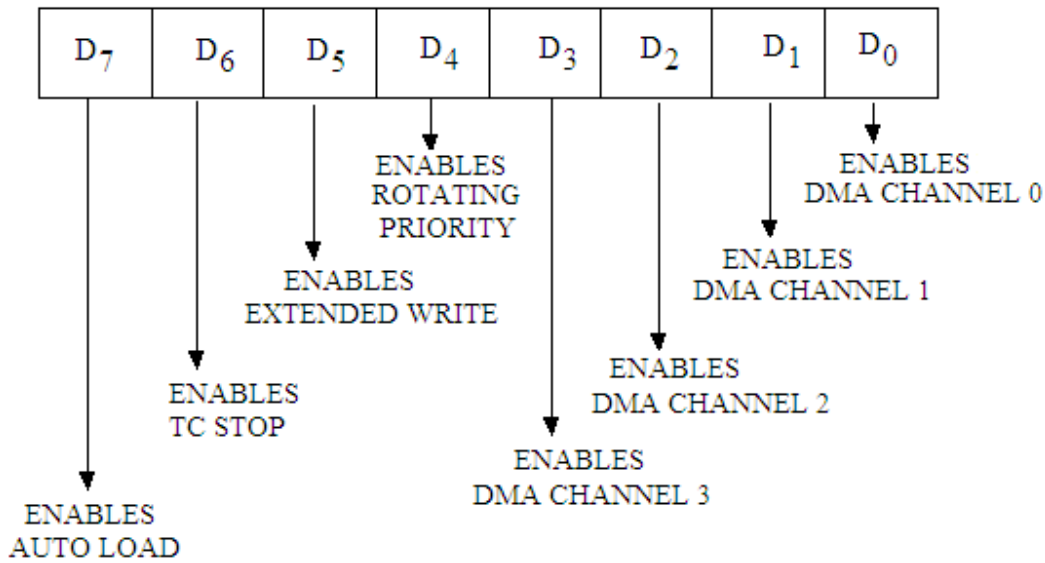 D7 D6 D5 D4 D3 D2 D1 D0
ENABLES
DMA CHANNEL 0
ENABLES
ROTATING
PRIORITY
ENABLES
DMA CHANNEL 1
ENABLES
EXTENDED WRITE
ENABLES
DMA CHANNEL 2
ENABLES
TC STOP
ENABLES
DMA CHANNEL 3
ENABLES
AUTO LOAD